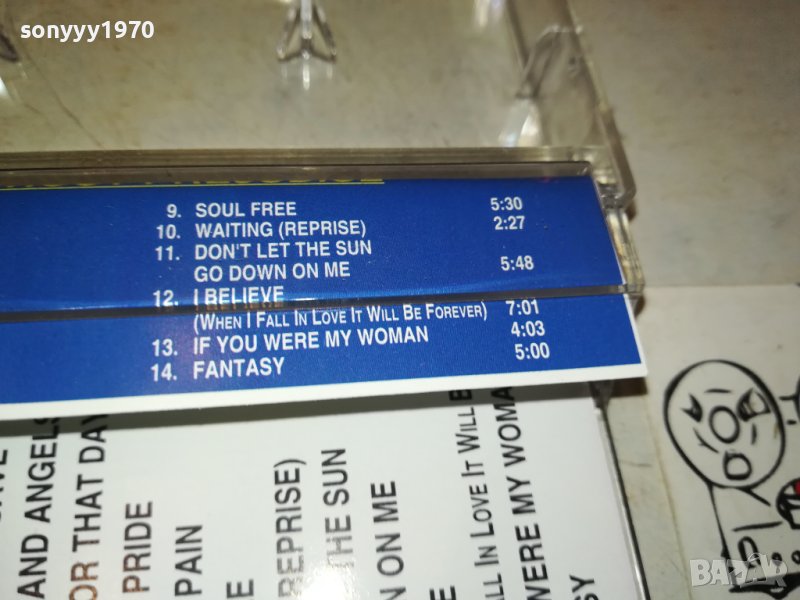 sonyyy1970
9. SOUL FREE 5:30
10. WAITING (REPRISE) 2:27
11. DON'T LET THE SUN
GO DOWN ON ME 5:48
12. I BELIEVE
(WHEN I FALL IN LOVE IT WILL BE FOREVER) 7:01
13. IF YOU WERE MY WOMAN 4:03
14. FANTASY 5:00
AND ANGELS
OR THAT DAY
PRIDE
PAIN
E
REPRISE)
THE SUN
N ON ME
E
ALL IN LOVE IT WILL B
WERE MY WOMA
SY
BAZAR